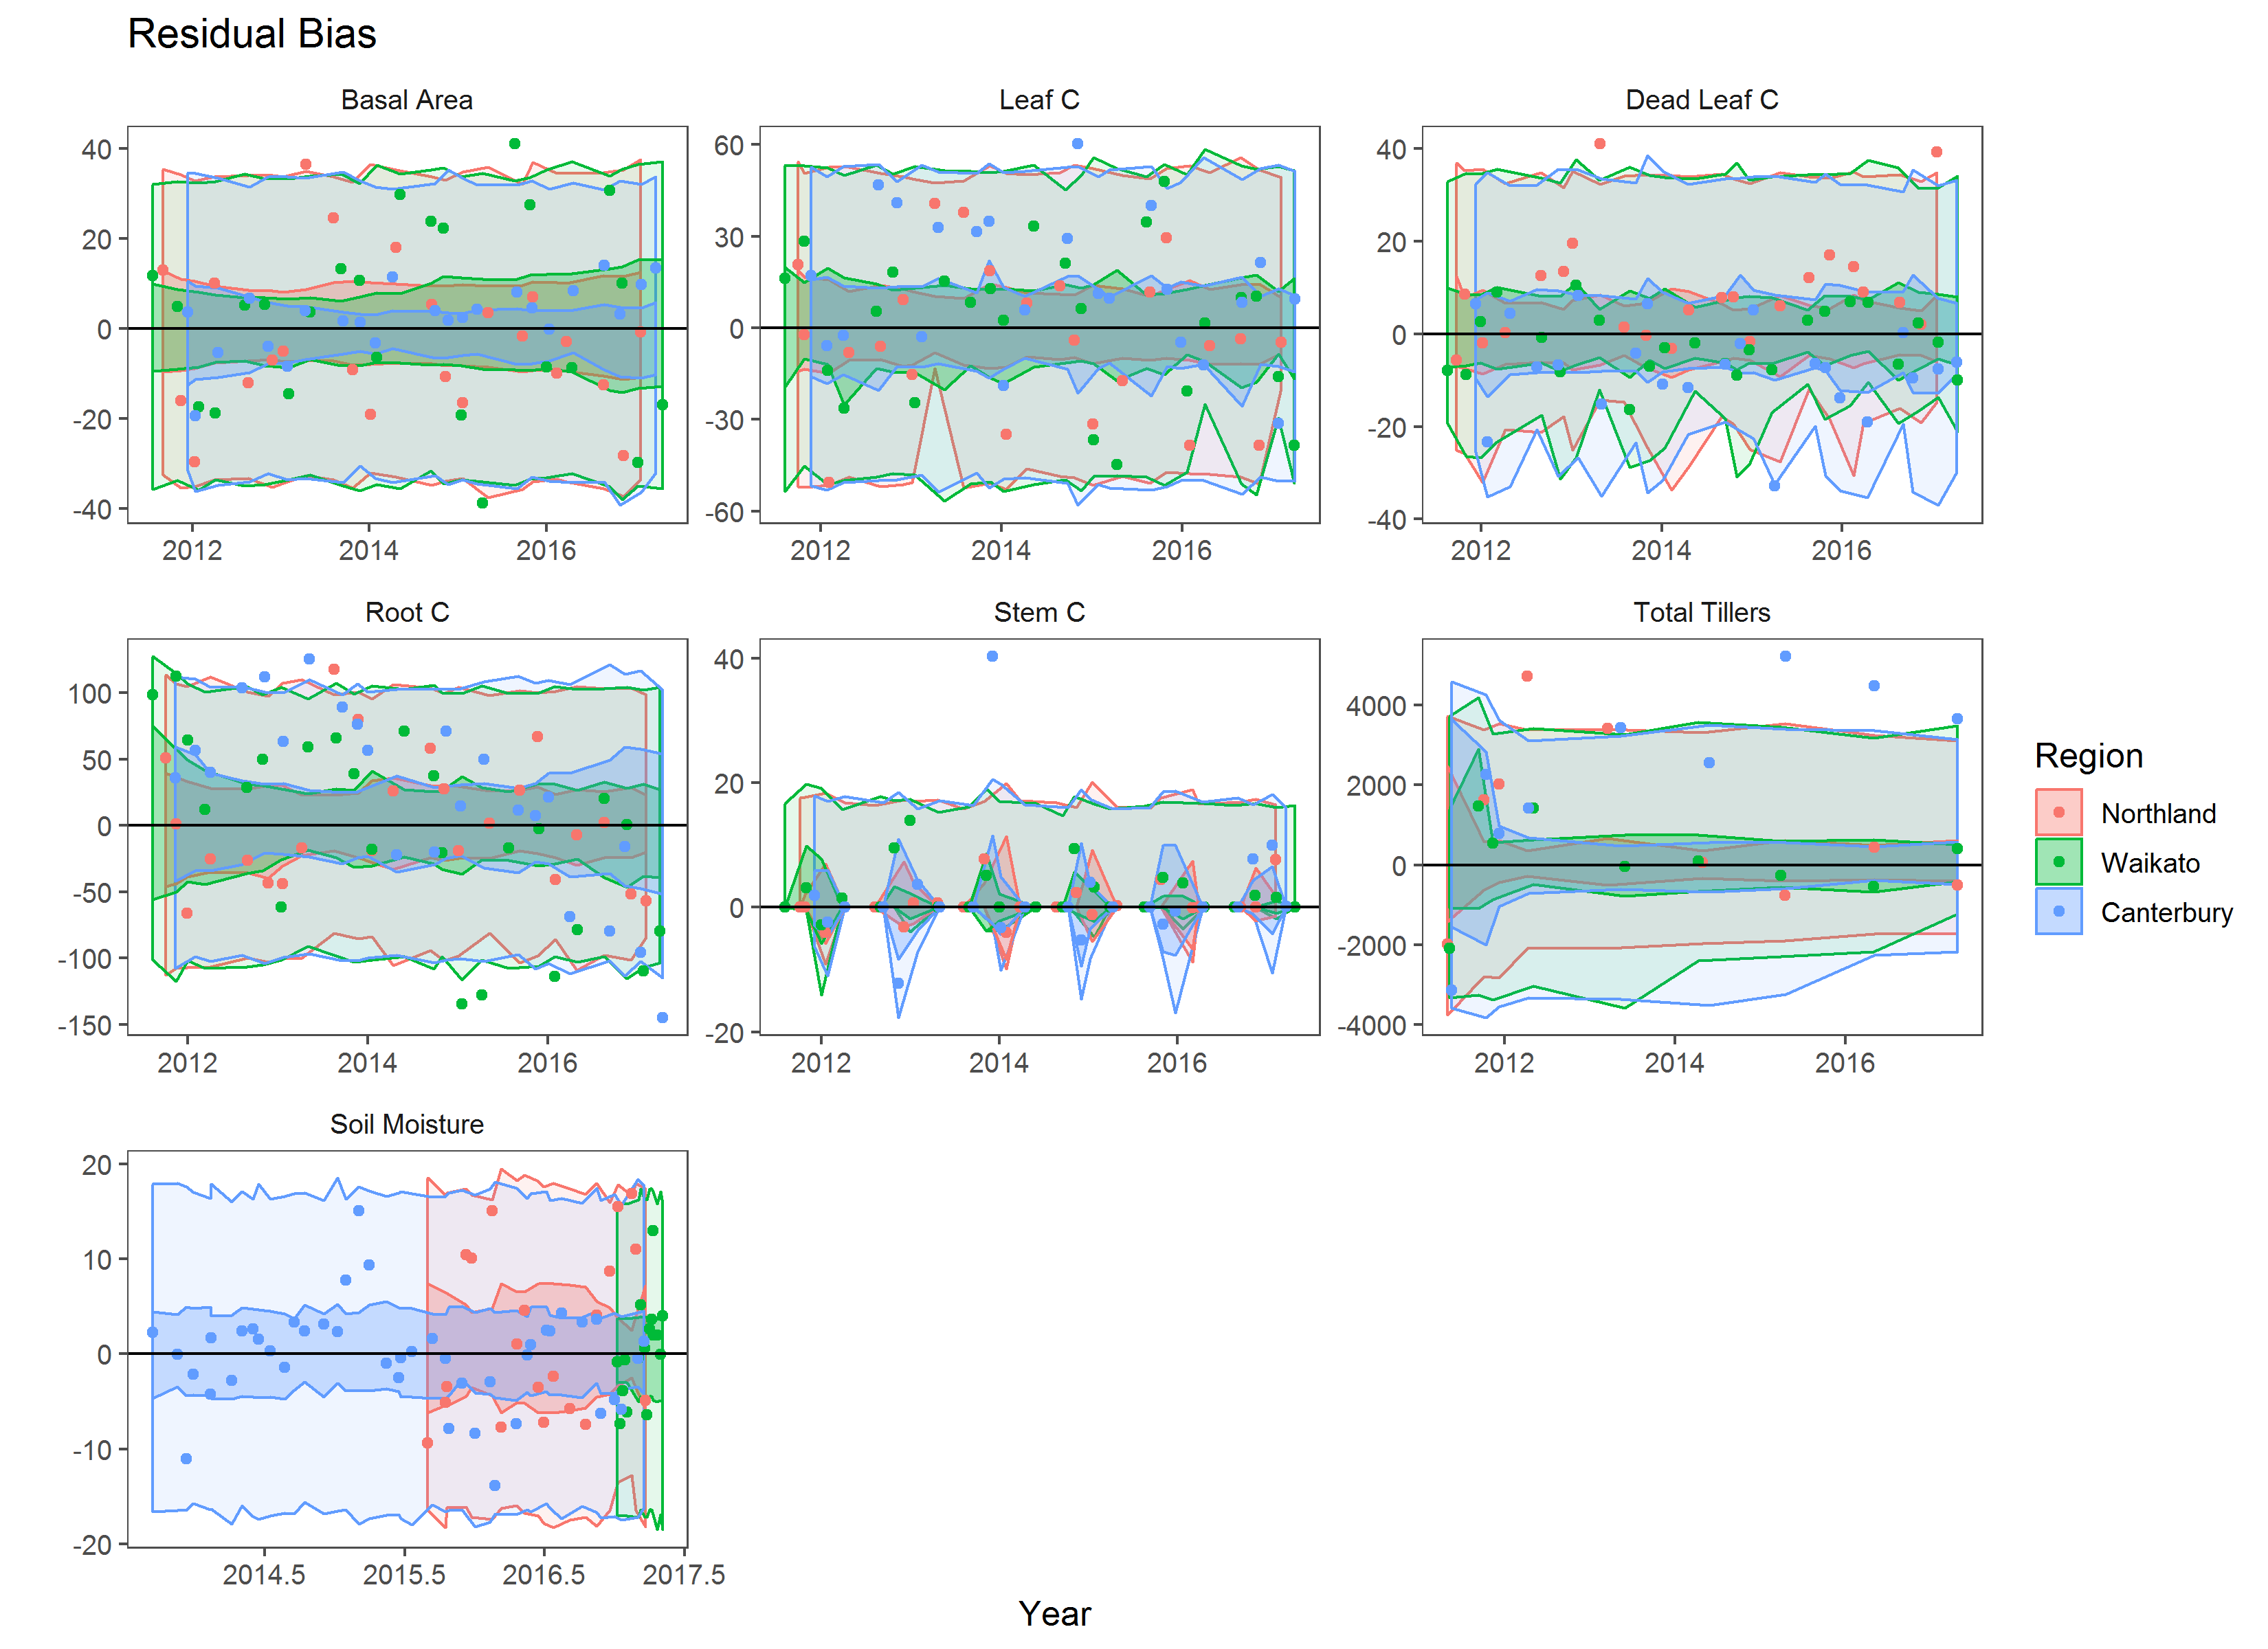 Residual Bias
Basal Area
Leaf C
Dead Leaf C
40
20
0
-20
-40
2012 2014 2016
60
30
0
-30
-60
2012 2014 2016
40
20
0
-20
-40
2012 2014 2016
Root C
Stem C
Total Tillers
100
50
0
-50
-100
-150
2012 2014 2016
40
20
0
-20
2012 2014 2016
4000
2000
0
-2000
-4000
2012 2014 2016
Region
Northland
Waikato
Canterbury
Soil Moisture
20
10
0
-10
-20
2014.5 2015.5 2016.5 2017.5
Year